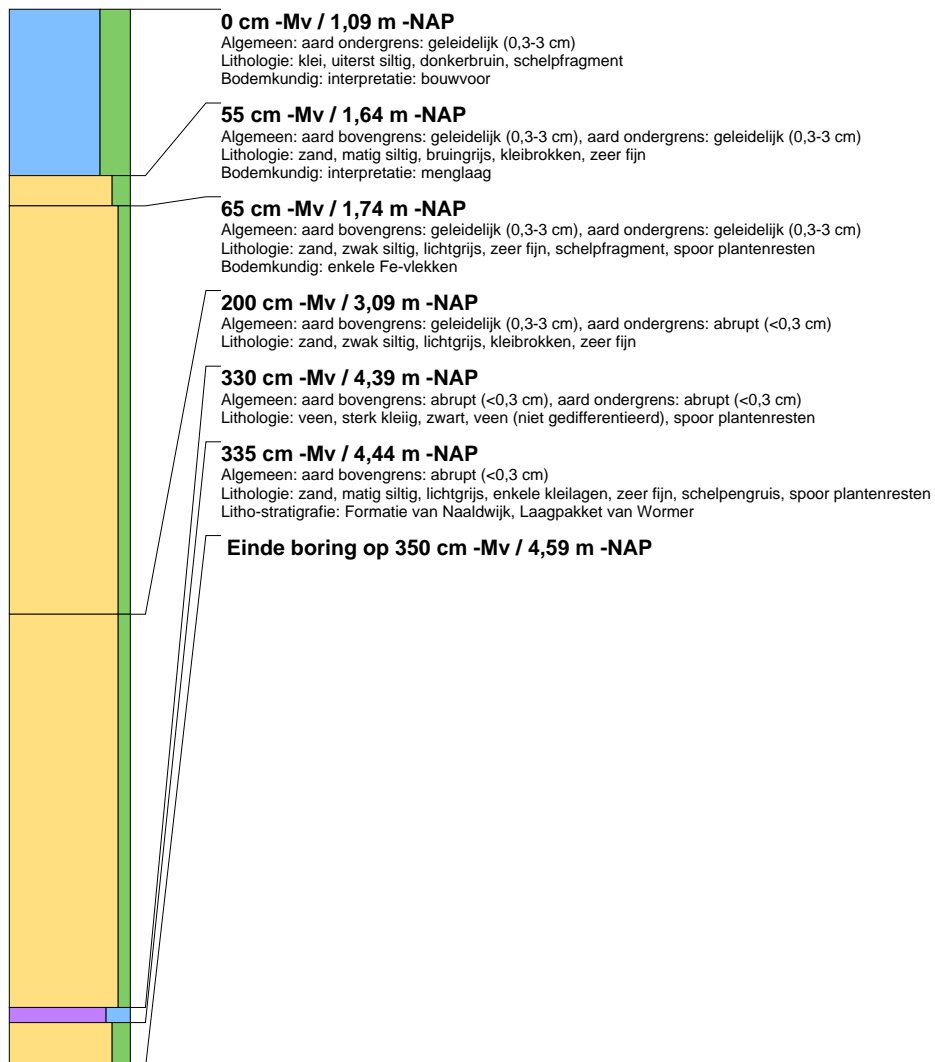 0 cm -Mv / 1,09 m -NAP
Algemeen: aard ondergrens: geleidelijk (0,3-3 cm)
Lithologie: klei, uiterst siltig, donkerbruin, schelpfragment
Bodemkundig: interpretatie: bouwvoor
55 cm -Mv / 1,64 m -NAP
Algemeen: aard bovengrens: geleidelijk (0,3-3 cm), aard ondergrens: geleidelijk (0,3-3 cm)
Lithologie: zand, matig siltig, bruingrijs, kleibrokken, zeer fijn
Bodemkundig: interpretatie: menglaag
65 cm -Mv / 1,74 m -NAP
Algemeen: aard bovengrens: geleidelijk (0,3-3 cm), aard ondergrens: geleidelijk (0,3-3 cm)
Lithologie: zand, zwak siltig, lichtgrijs, zeer fijn, schelpfragment, spoor plantenresten
Bodemkundig: enkele Fe-vlekken
200 cm -Mv / 3,09 m -NAP
Algemeen: aard bovengrens: geleidelijk (0,3-3 cm), aard ondergrens: abrupt (<0,3 cm)
Lithologie: zand, zwak siltig, lichtgrijs, kleibrokken, zeer fijn
330 cm -Mv / 4,39 m -NAP
Algemeen: aard bovengrens: abrupt (<0,3 cm), aard ondergrens: abrupt (<0,3 cm)
Lithologie: veen, sterk kleiig, zwart, veen (niet gedifferentieerd), spoor plantenresten
335 cm -Mv / 4,44 m -NAP
Algemeen: aard bovengrens: abrupt (<0,3 cm)
Lithologie: zand, matig siltig, lichtgrijs, enkele kleilagen, zeer fijn, schelpengruis, spoor plantenresten
Litho-stratigrafie: Formatie van Naaldwijk, Laagpakket van Wormer
Einde boring op 350 cm -Mv / 4,59 m -NAP